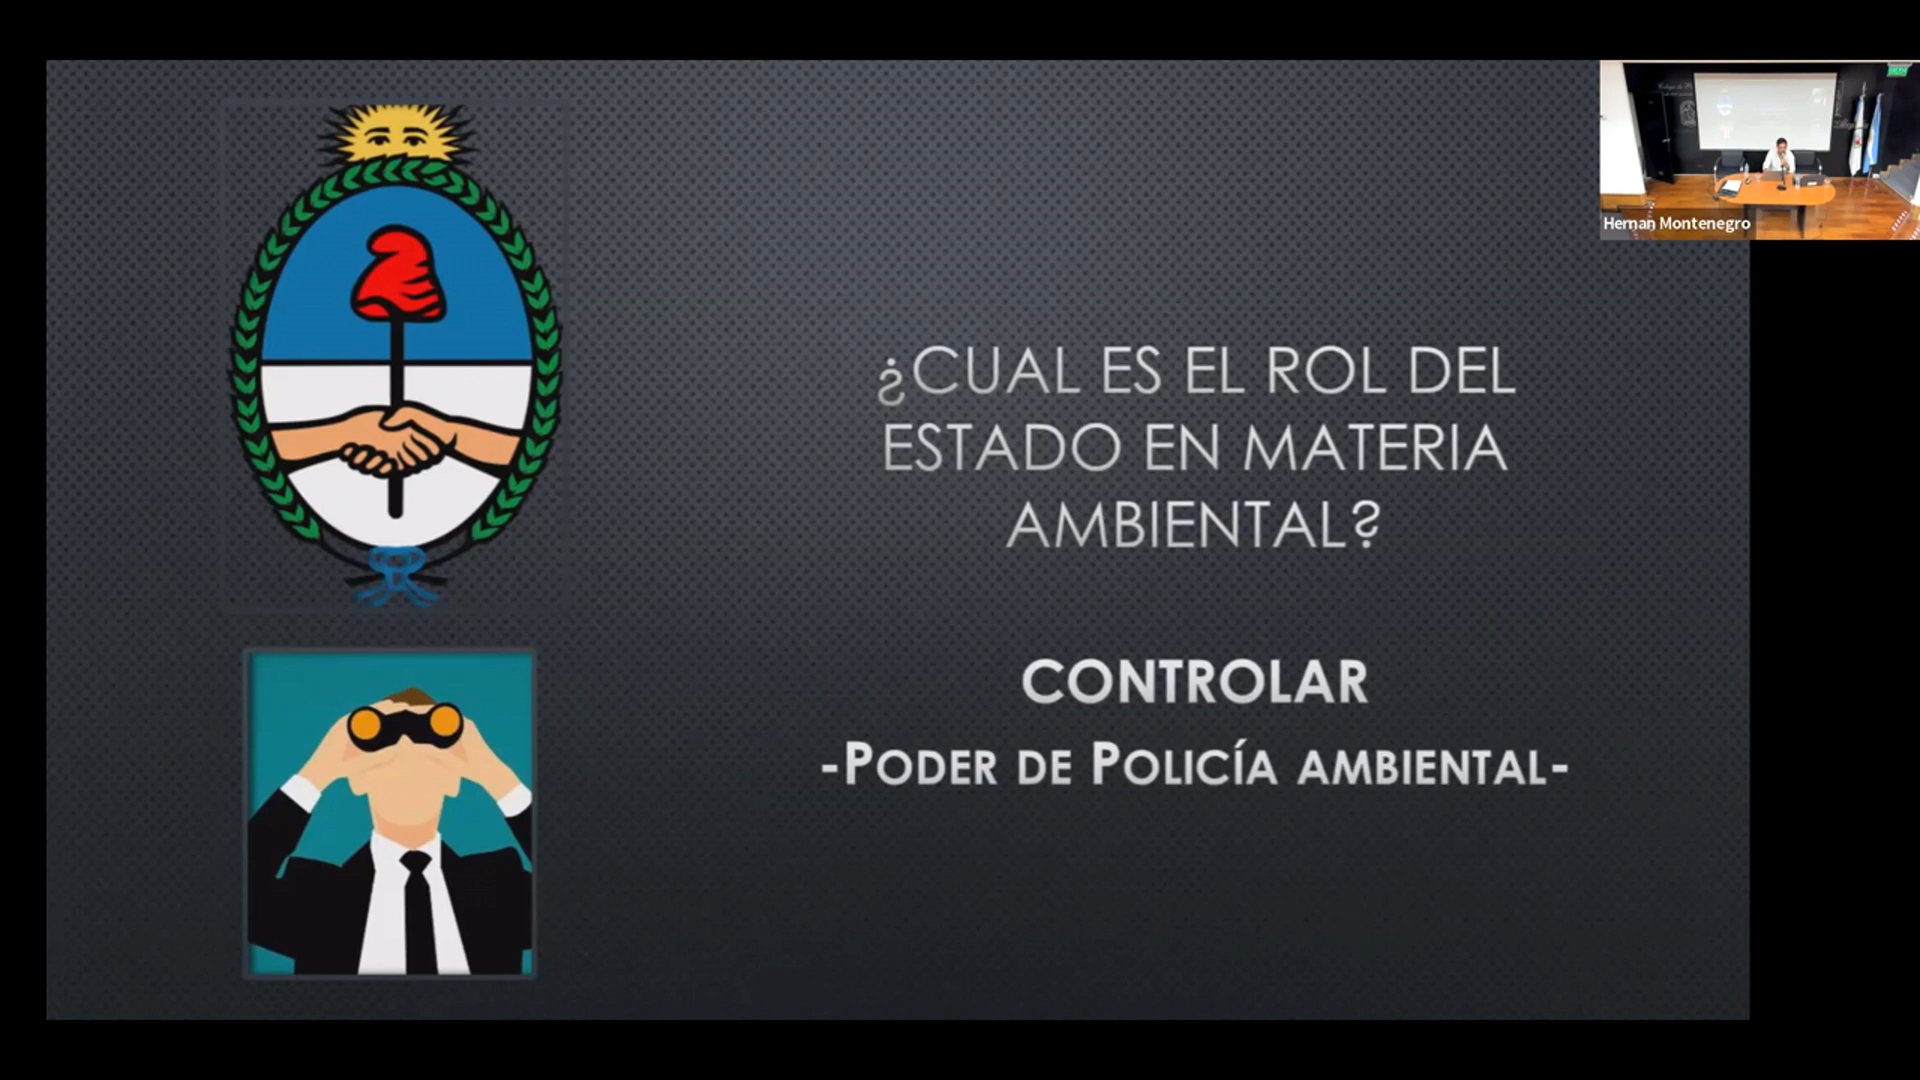 ¿CUAL ES EL ROL DEL
ESTADO EN MATERIA
AMBIENTAL?
CONTROLAR
-PODER DE POLICÍA AMBIENTAL-
Hernan Montenegro